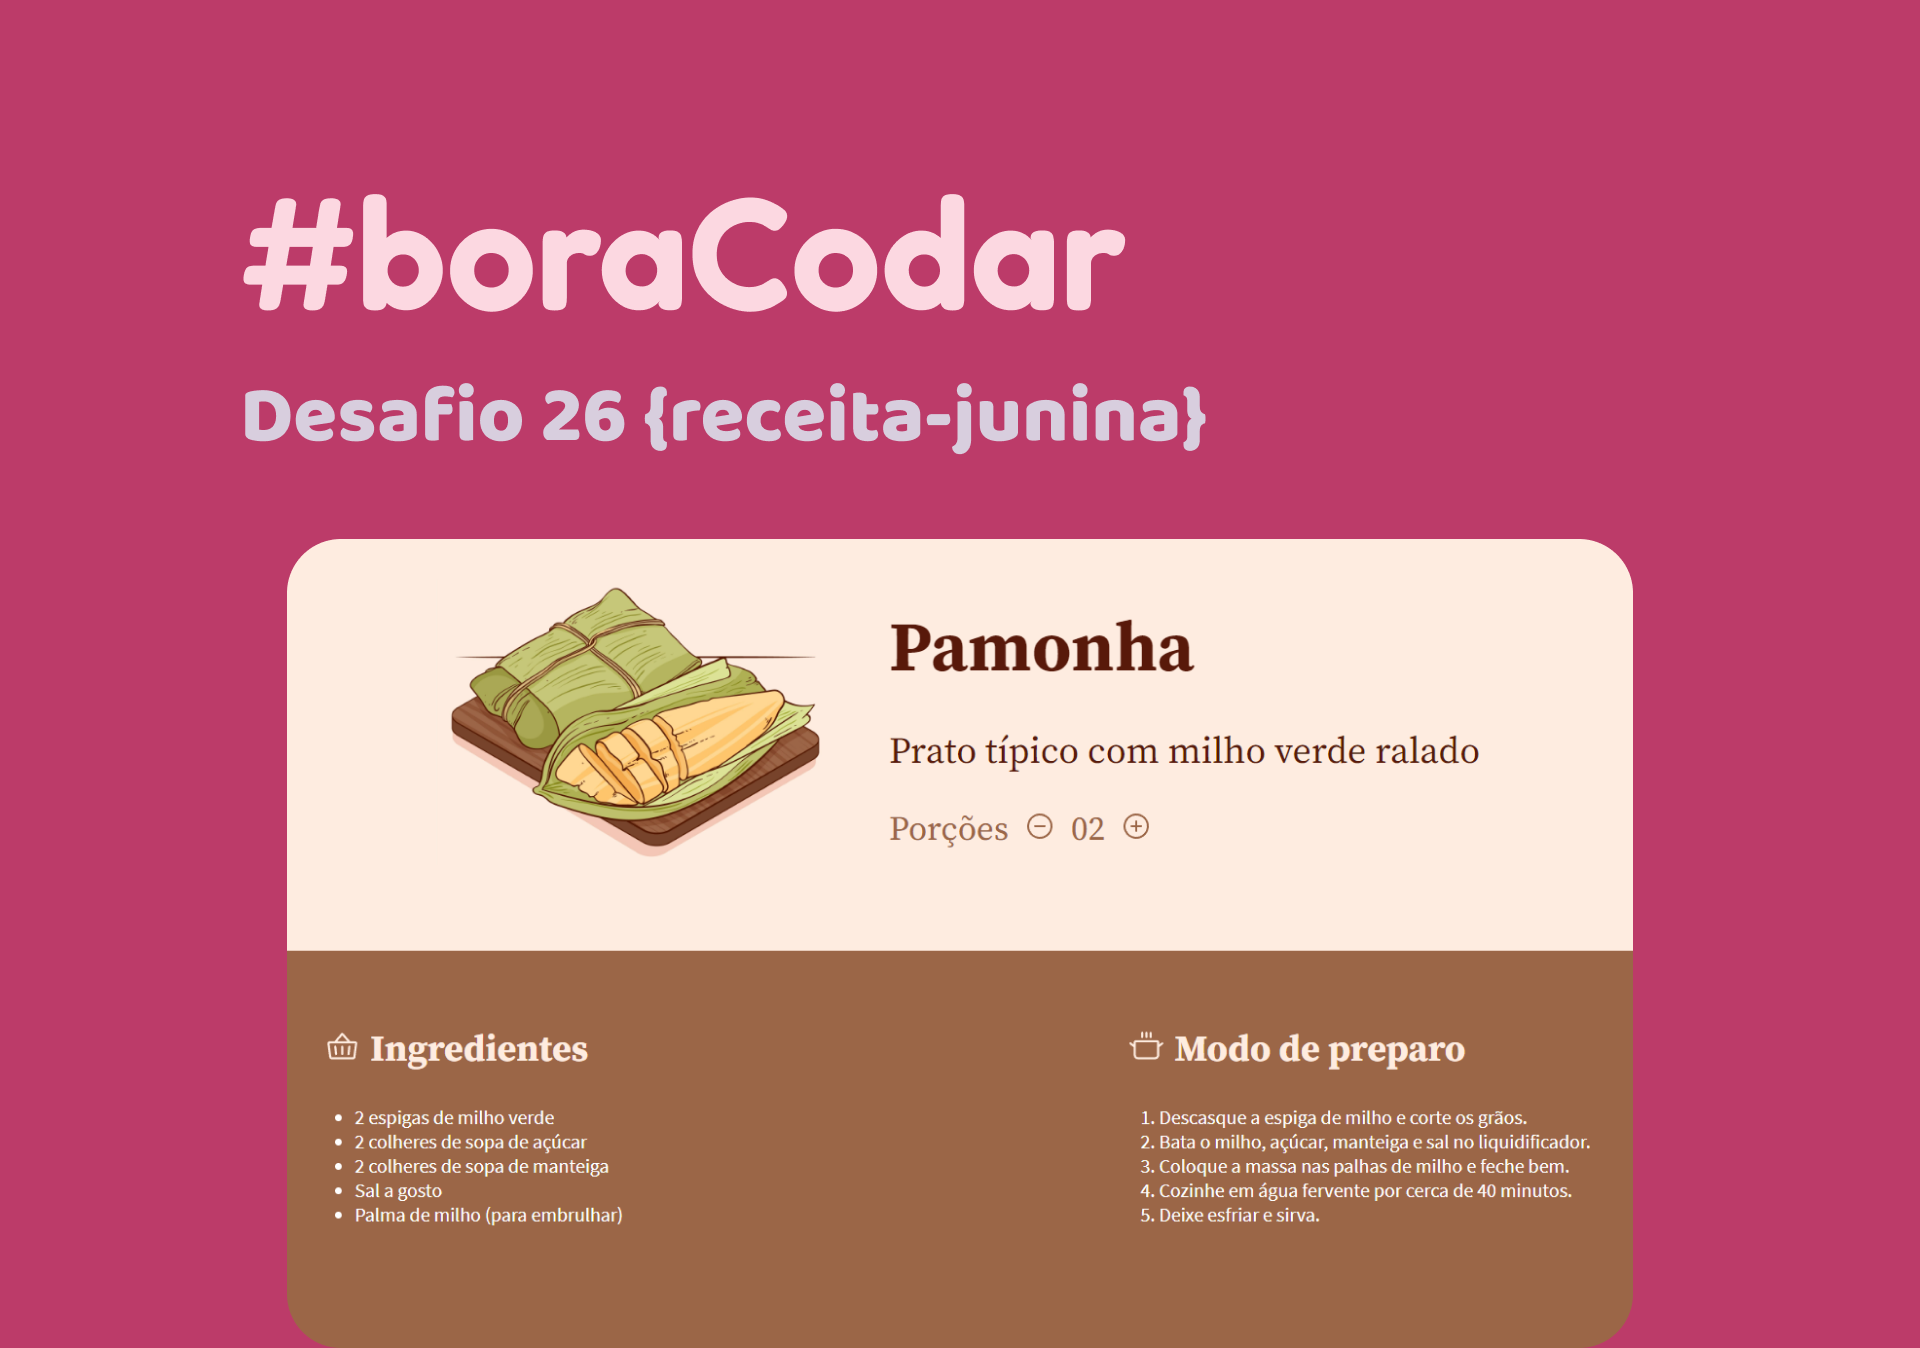 #boraCodar
Desafio 26 {receita-junina}
Pamonha
Prato típico com milho verde ralado
Porções 02
Ingredientes
2 espigas de milho verde
2 colheres de sopa de açúcar
2 colheres de sopa de manteiga
Sal a gosto
Palma de milho (para embrulhar)
Modo de preparo
1. Descasque a espiga de milho e corte os grãos.
2. Bata o milho, açúcar, manteiga e sal no liquidificador.
3. Coloque a massa nas palhas de milho e feche bem.
4. Cozinhe em água fervente por cerca de 40 minutos.
5. Deixe esfriar e sirva.